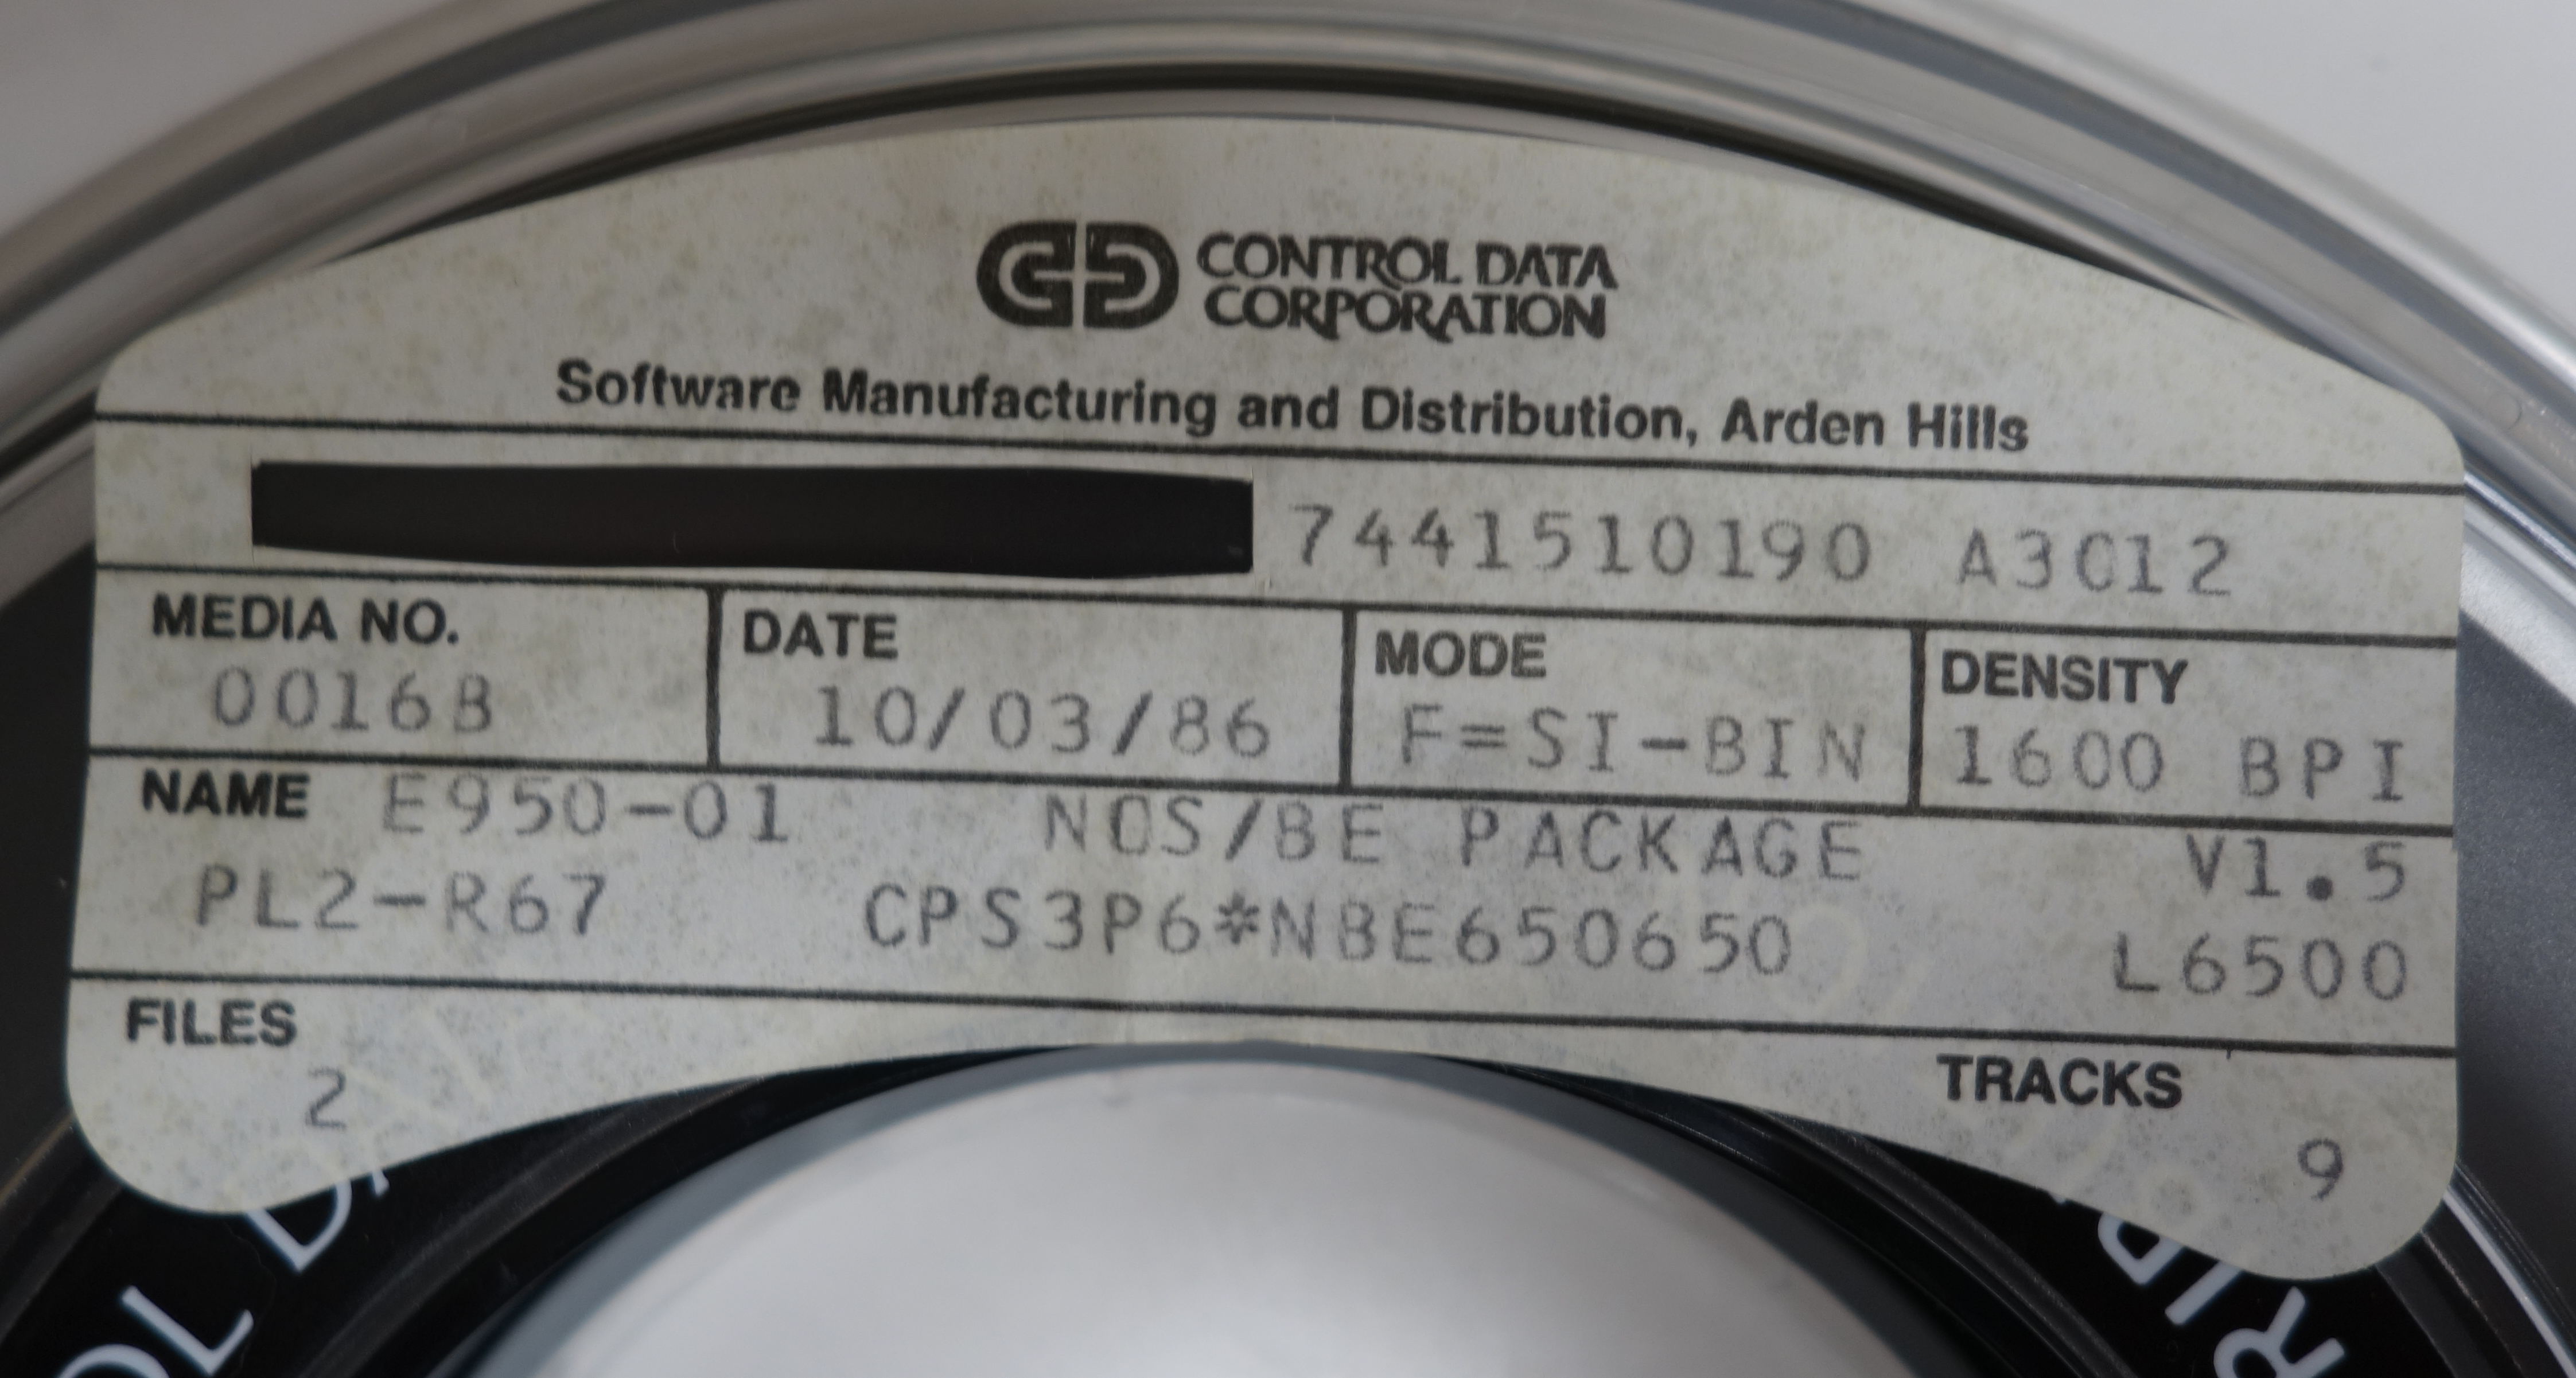 CONTROL DATA
CORPORATION
Software Manufacturing and Distribution, Arden Hills
7441510190 A3012
MEDIA NO. DATE MODE DENSITY
0016B 10/03/86 F=SI-BIN 1600 BPI
NAME E950-01 NOS/BE PACKAGE V1.5
PL2-R67 CPS3P6*NBE650650 L6500
FILES TRACKS
2 9